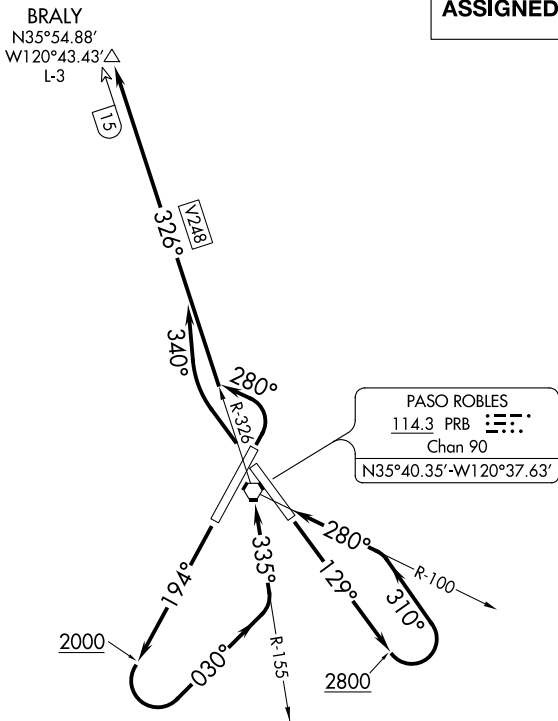 ASSIGNED
BRALY
N35°54.88'
W120°43.43'
L-3
15
V248
326°
340°
280°
R-326
PASO ROBLES
114.3 PRB
Chan 90
N35°40.35'-W120°37.63'
280°
R-100
194°
335°
129°
310°
2000
030°
R-155
2800